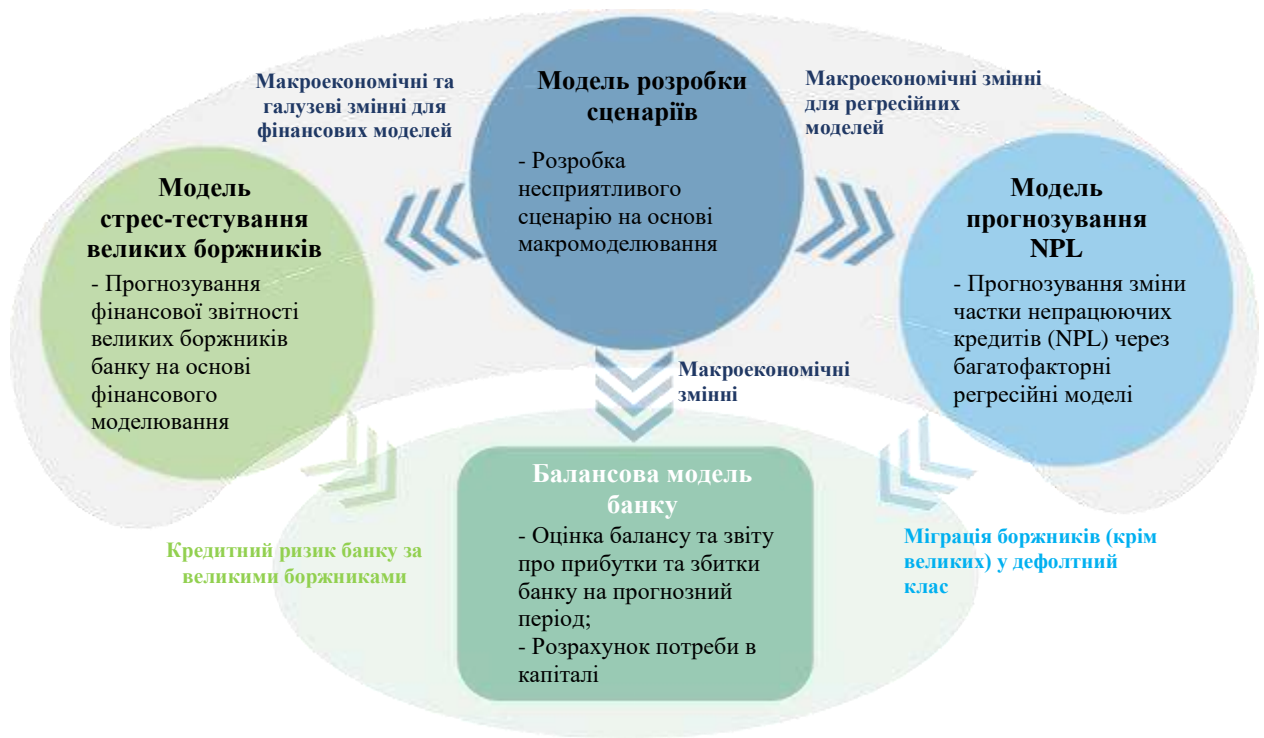 Модель розробки
сценаріїв
- Розробка
несприятливого
сценарію на основі
макромоделювання
Макроекономічні та
галузеві змінні для
фінансових моделей
Макроекономічні змінні
для регресійних
моделей
Модель
стрес-тестування
великих боржників
- Прогнозування
фінансової звітності
великих боржників
банку на основі
фінансового
моделювання
Модель
прогнозування
NPL
- Прогнозування зміни
частки непрацюючих
кредитів (NPL) через
багатофакторні
регресійні моделі
Макроекономічні
змінні
Балансова модель
банку
- Оцінка балансу та звіту
про прибутки та збитки
банку на прогнозний
період;
- Розрахунок потреби в
капіталі
Кредитний ризик банку за
великими боржниками
Міграція боржників (крім
великих) у дефолтний
клас